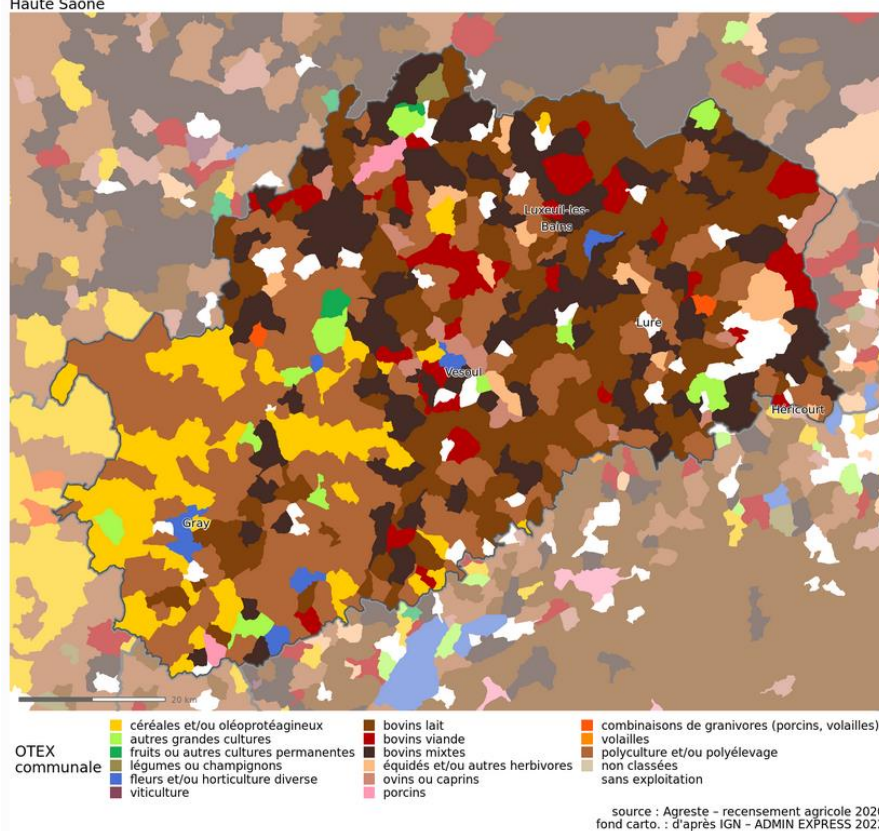 Haute Saône
Luxeuil-les-
Bains
Lure
Vesoul
Héricourt
Gray
20 km
OTEX
communale
céréales et/ou oléoprotéagineux
autres grandes cultures
fruits ou autres cultures permanentes
légumes ou champignons
fleurs et/ou horticulture diverse
viticulture
bovins lait
bovins viande
bovins mixtes
équidés et/ou autres herbivores
ovins ou caprins
porcins
combinaisons de granivores (porcins, volailles)
volailles
polyculture et/ou polyélevage
non classées
sans exploitation
source : Agreste – recensement agricole 2020
fond carto. : d'après IGN – ADMIN EXPRESS